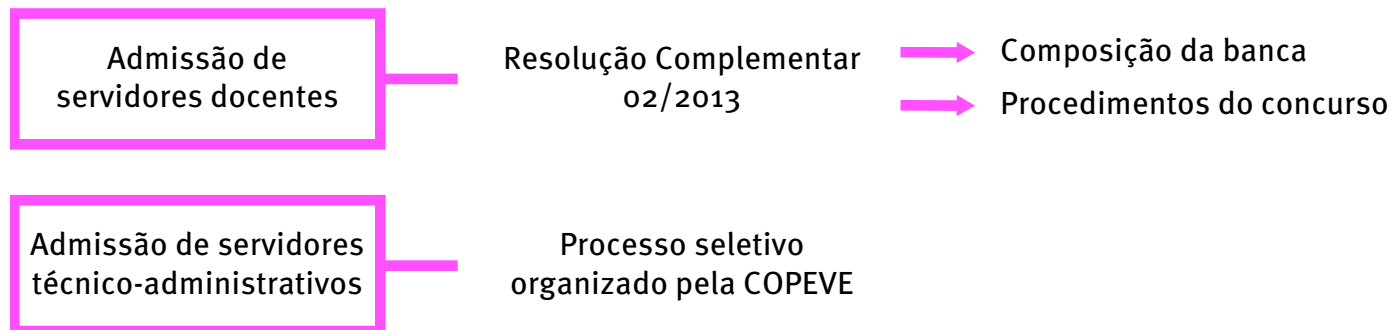 Admissão de
servidores docentes
Resolução Complementar
02/2013
Composição da banca
Procedimentos do concurso
Admissão de servidores
técnico-administrativos
Processo seletivo
organizado pela COPEVE